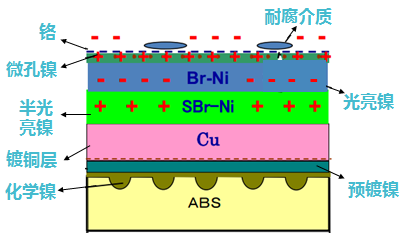 铬
耐腐介质
微孔镍
Br-Ni
光亮镍
半光
亮镍
SBr-Ni
镀铜层
Cu
化学镍
预镀镍
ABS